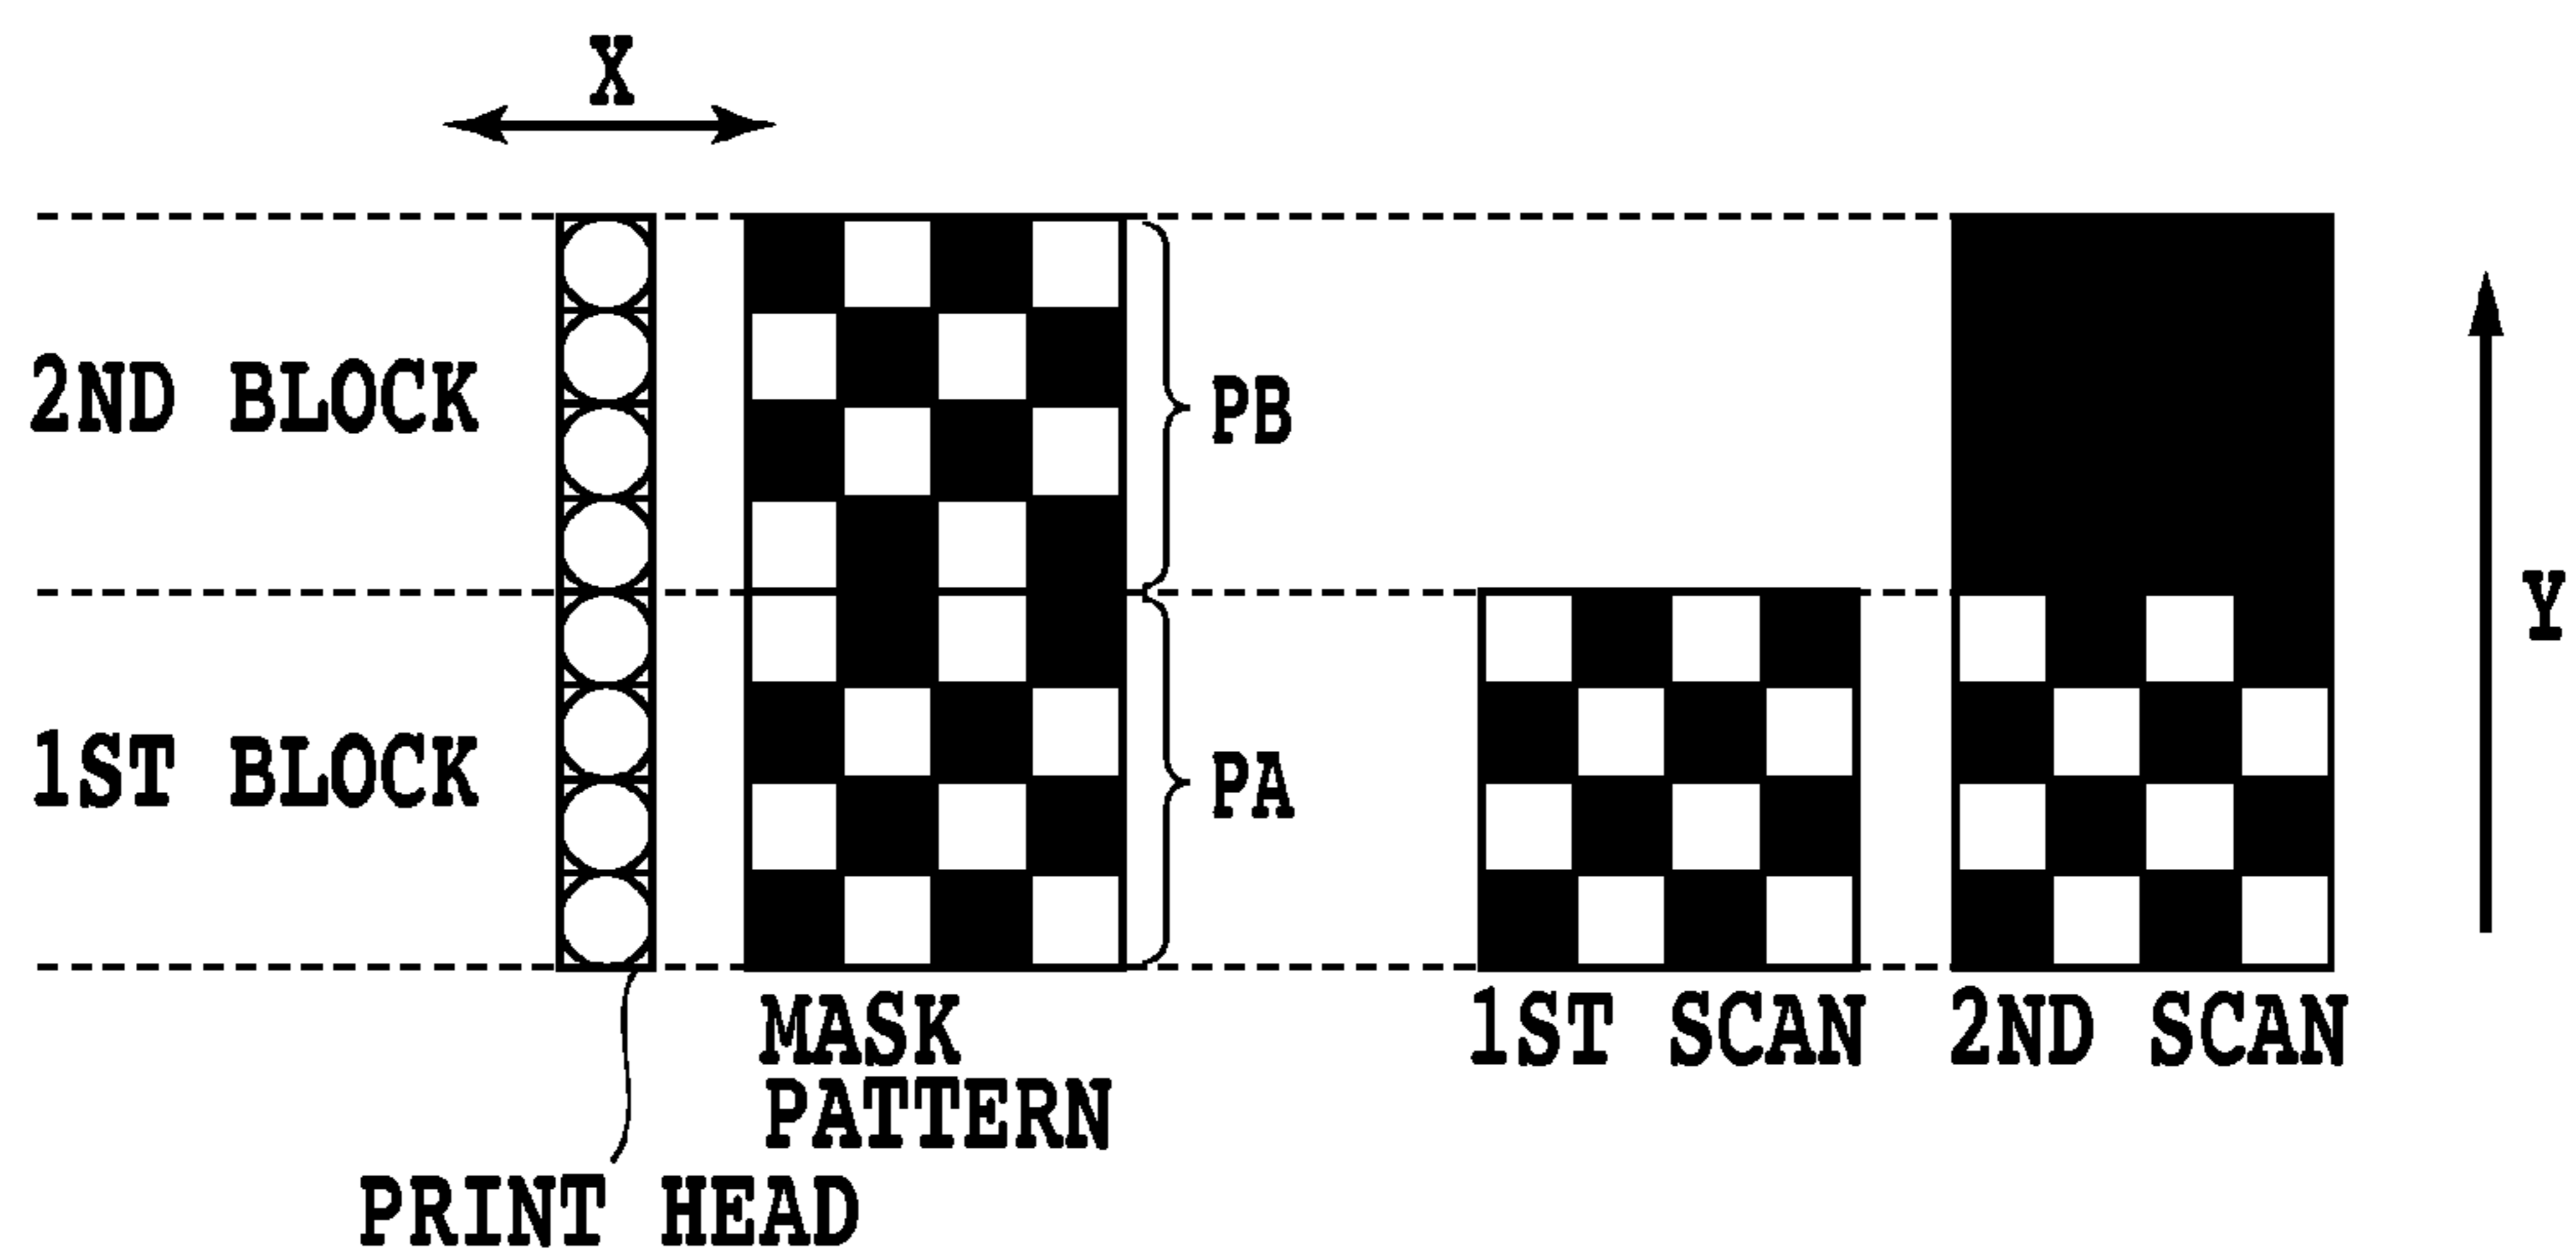 X
2ND BLOCK
PB
Y
1ST BLOCK
PA
MASK
PATTERN
1ST SCAN
2ND SCAN
PRINT HEAD